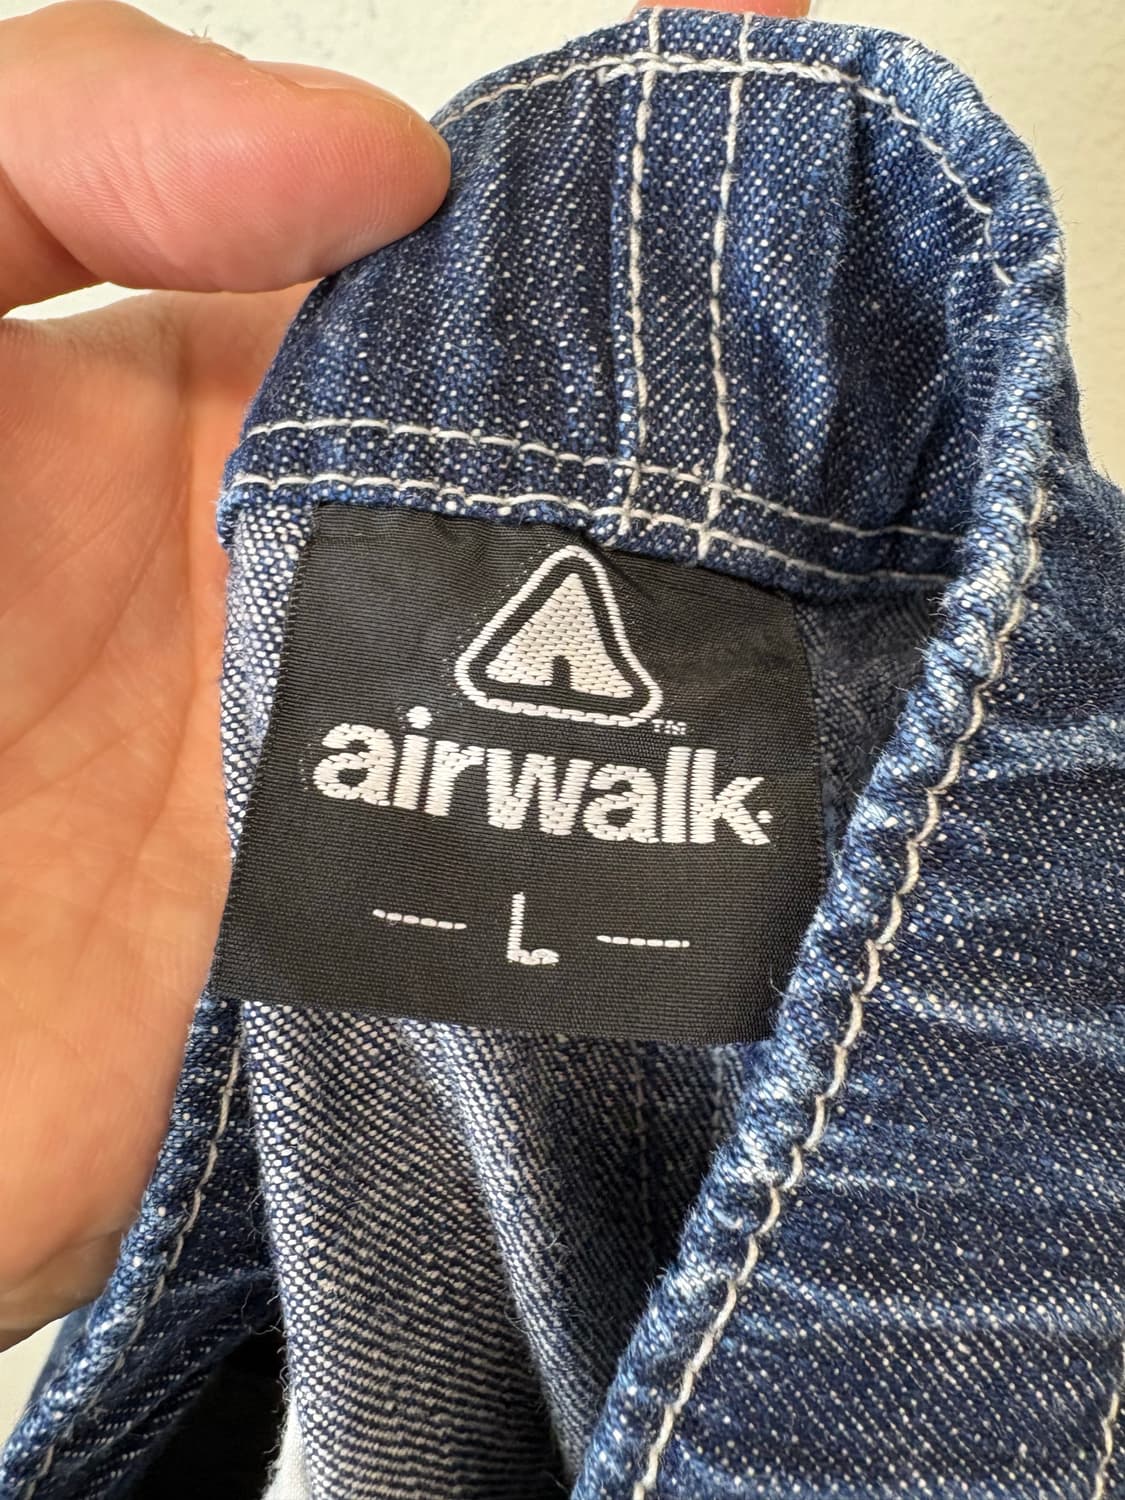 airwalk
— L —